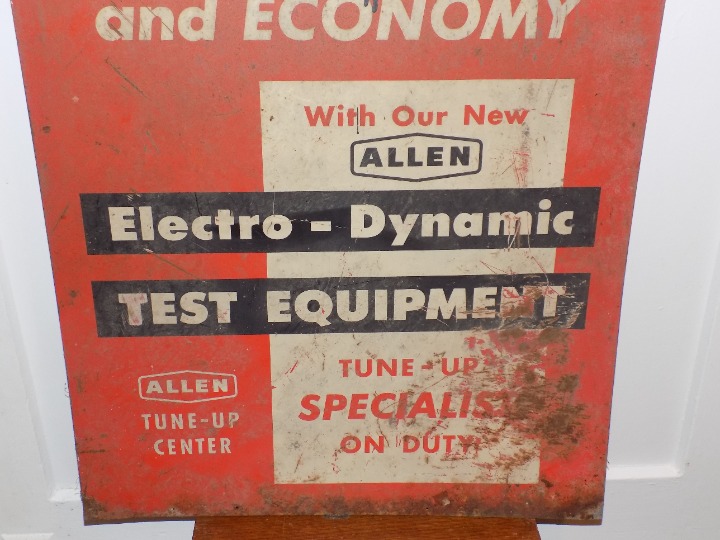 and ECONOMY
With Our New
ALLEN
Electro - Dynamic
TEST EQUIPMENT
TUNE - UP
SPECIALIST
ON DUTY
ALLEN
TUNE-UP
CENTER